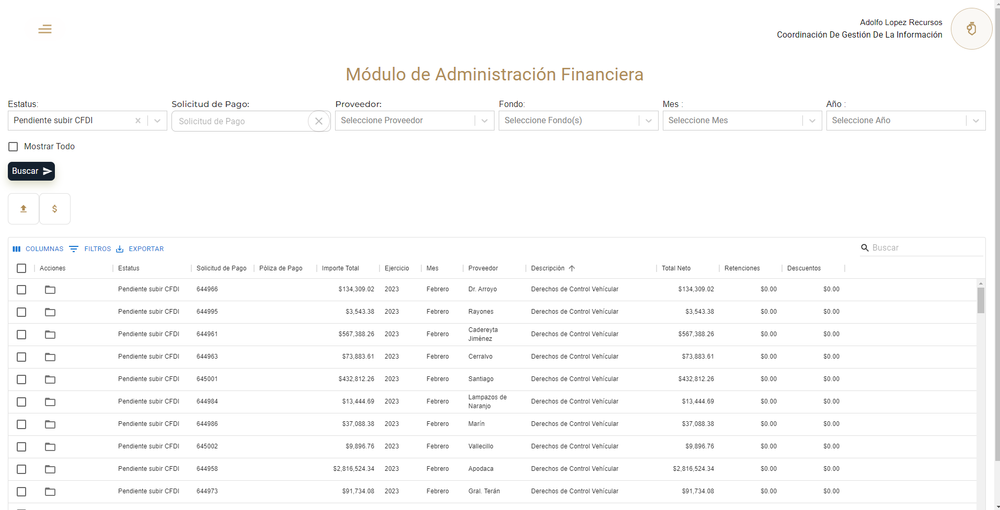 Adolfo Lopez Recursos
Coordinación De Gestión De La Información
Módulo de Administración Financiera
Estatus: Solicitud de Pago: Proveedor: Fondo: Mes : Año :
Pendiente subir CFDI Solicitud de Pago Seleccione Proveedor Seleccione Fondo(s) Seleccione Mes Seleccione Año
Mostrar Todo
Buscar
$
COLUMNAS FILTROS EXPORTAR Buscar
Acciones Estatus Solicitud de Pago Póliza de Pago Importe Total Ejercicio Mes Proveedor Descripción Total Neto Retenciones Descuentos
Pendiente subir CFDI 644966 $134,309.02 2023 Febrero Dr. Arroyo Derechos de Control Vehícular $134,309.02 $0.00 $0.00
Pendiente subir CFDI 644995 $3,543.38 2023 Febrero Rayones Derechos de Control Vehícular $3,543.38 $0.00 $0.00
Pendiente subir CFDI 644961 $567,388.26 2023 Febrero Cadereyta Jiménez Derechos de Control Vehícular $567,388.26 $0.00 $0.00
Pendiente subir CFDI 644963 $73,883.61 2023 Febrero Cerralvo Derechos de Control Vehícular $73,883.61 $0.00 $0.00
Pendiente subir CFDI 645001 $432,812.26 2023 Febrero Santiago Derechos de Control Vehícular $432,812.26 $0.00 $0.00
Pendiente subir CFDI 644984 $13,444.69 2023 Febrero Lampazos de Naranjo Derechos de Control Vehícular $13,444.69 $0.00 $0.00
Pendiente subir CFDI 644986 $37,088.38 2023 Febrero Marín Derechos de Control Vehícular $37,088.38 $0.00 $0.00
Pendiente subir CFDI 645002 $9,896.76 2023 Febrero Vallecillo Derechos de Control Vehícular $9,896.76 $0.00 $0.00
Pendiente subir CFDI 644958 $2,816,524.34 2023 Febrero Apodaca Derechos de Control Vehícular $2,816,524.34 $0.00 $0.00
Pendiente subir CFDI 644973 $91,734.08 2023 Febrero Gral. Terán Derechos de Control Vehícular $91,734.08 $0.00 $0.00